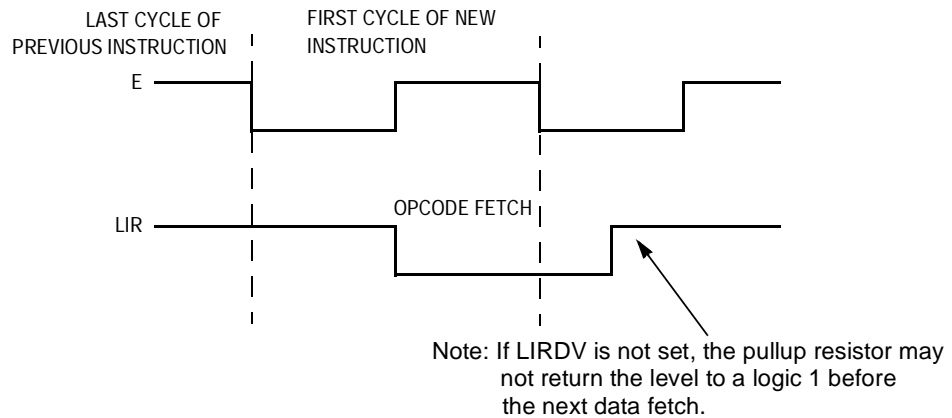 LAST CYCLE OF
PREVIOUS INSTRUCTION
FIRST CYCLE OF NEW
INSTRUCTION
E
OPCODE FETCH
LIR
Note: If LIRDV is not set, the pullup resistor may
not return the level to a logic 1 before
the next data fetch.